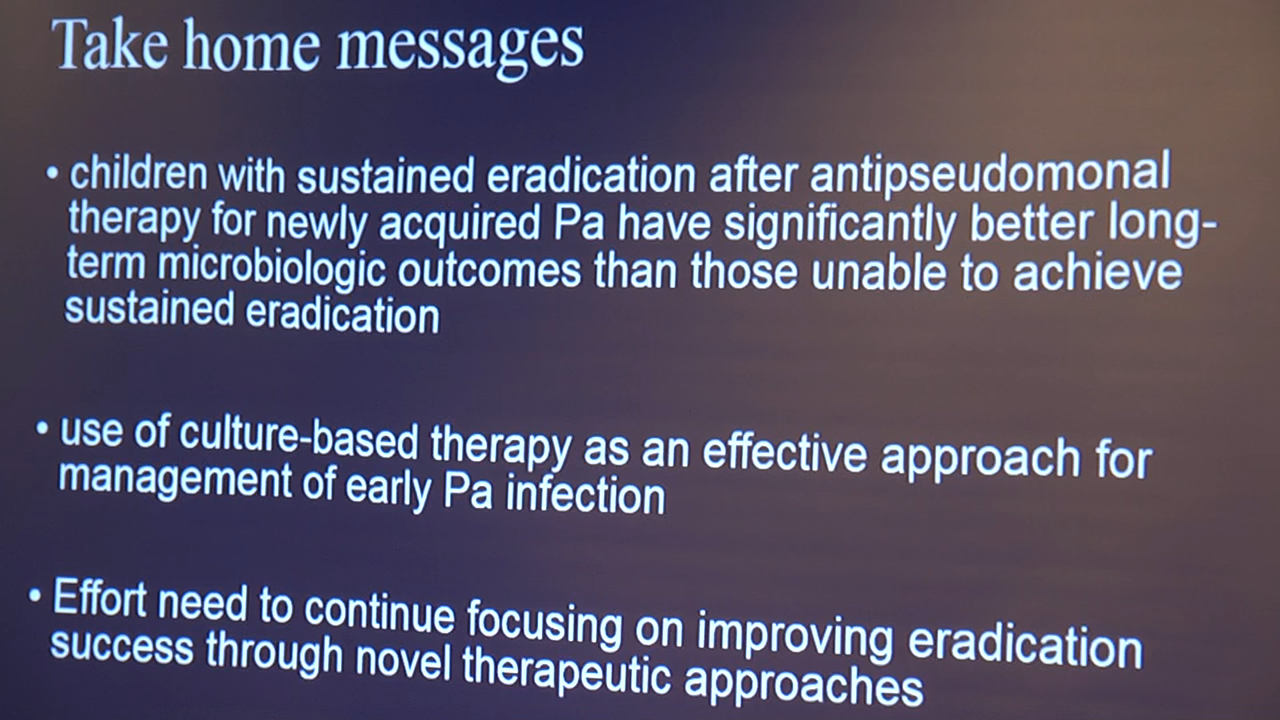 Take home messages
• children with sustained eradication after antipseudomonal
therapy for newly acquired Pa have significantly better long-
term microbiologic outcomes than those unable to achieve
sustained eradication
• use of culture-based therapy as an effective approach for
management of early Pa infection
• Effort need to continue focusing on improving eradication
success through novel therapeutic approaches